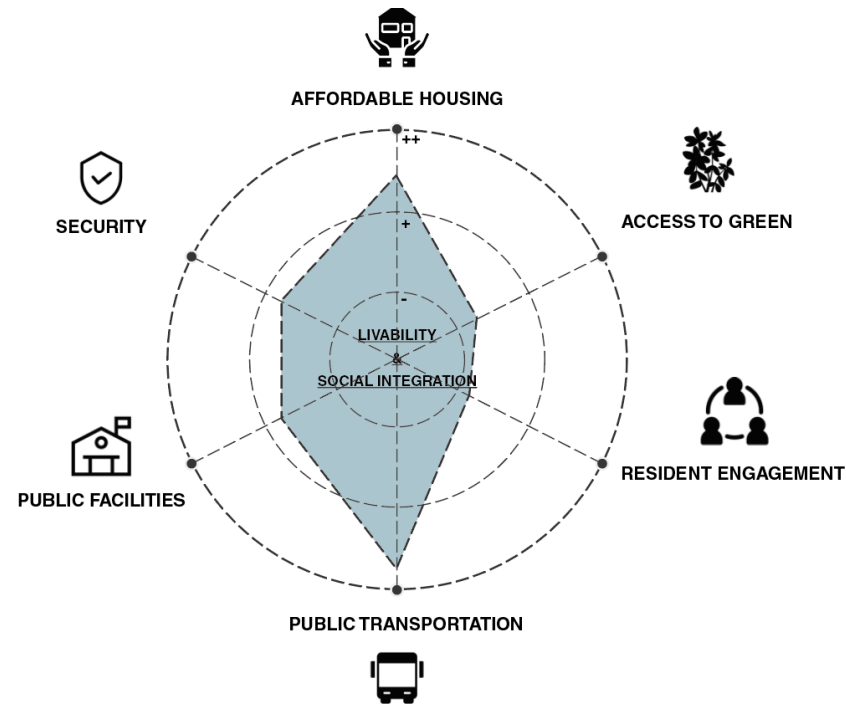 AFFORDABLE HOUSING
++
SECURITY
ACCESS TO GREEN
+
-
LIVABILITY
&
SOCIAL INTEGRATION
PUBLIC FACILITIES
RESIDENT ENGAGEMENT
PUBLIC TRANSPORTATION